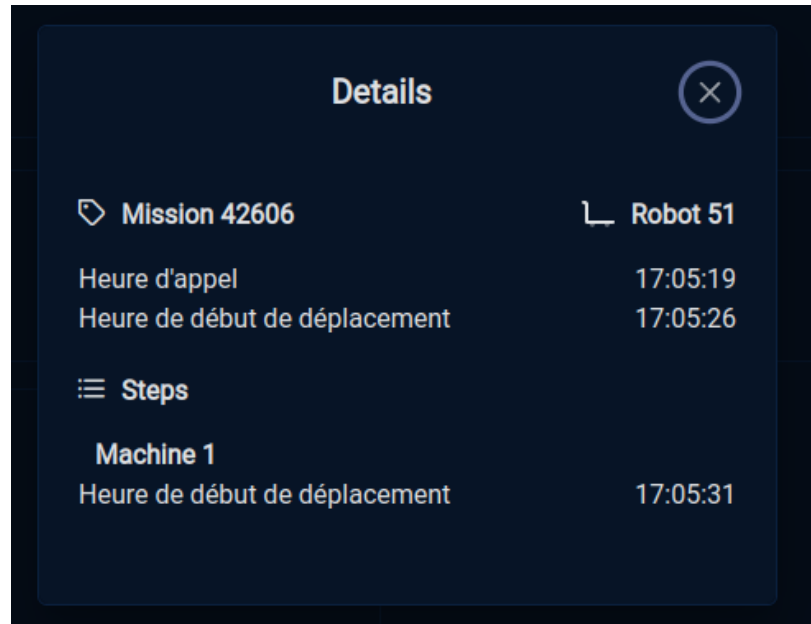 Details
Mission 42606 Robot 51
Heure d'appel 17:05:19
Heure de début de déplacement 17:05:26
Steps
Machine 1
Heure de début de déplacement 17:05:31